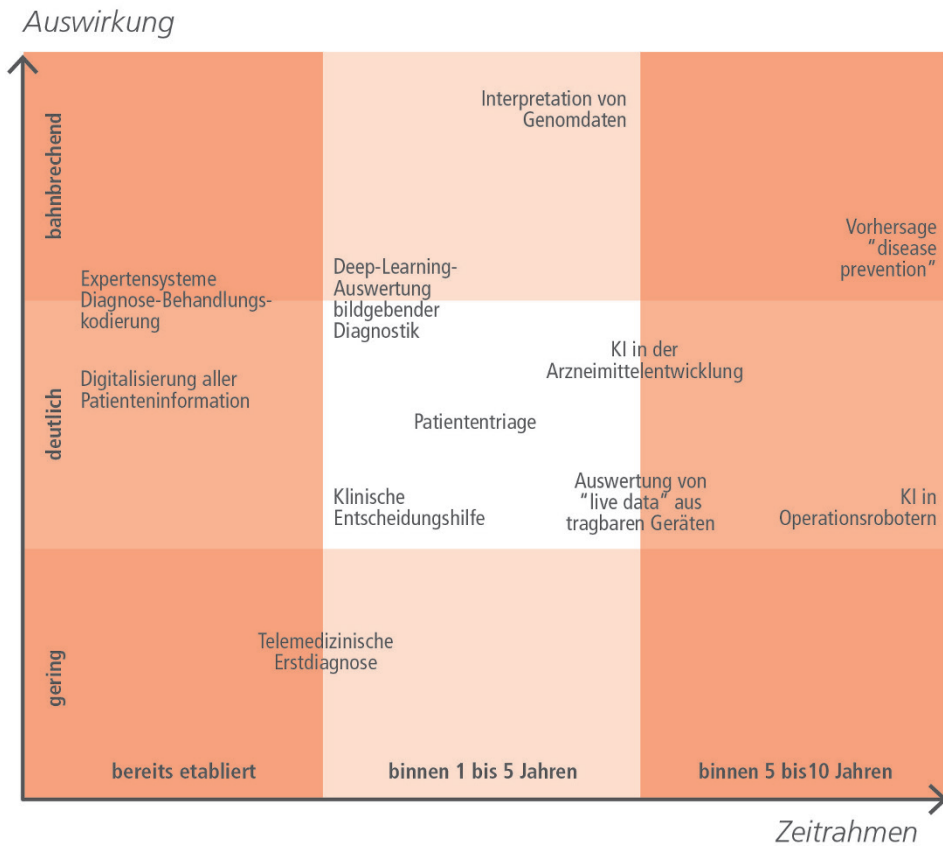 Auswirkung
bahnbrechend
deutlich
gering
Interpretation von
Genomdaten
Vorhersage
“disease
prevention“
Expertensysteme
Diagnose-Behandlungs-
kodierung
Deep-Learning-
Auswertung
bildgebender
Diagnostik
KI in der
Arzneimittelentwicklung
Digitalisierung aller
Patienteninformation
Patiententriage
Klinische
Entscheidungshilfe
Auswertung von
“live data“ aus
tragbaren Geräten
KI in
Operationsrobotern
Telemedizinische
Erstdiagnose
bereits etabliert
binnen 1 bis 5 Jahren
binnen 5 bis10 Jahren
Zeitrahmen